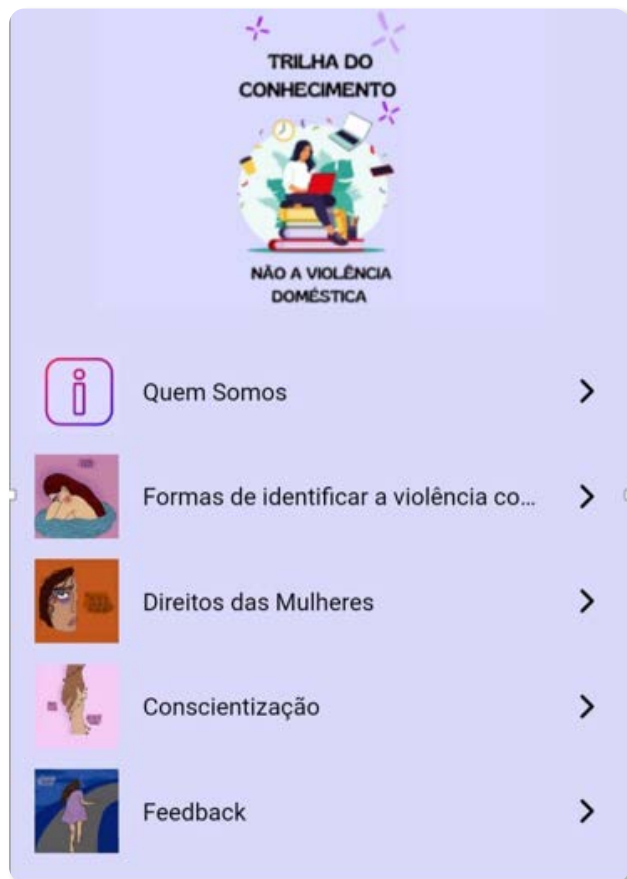 TRILHA DO
CONHECIMENTO
NÃO A VIOLÊNCIA
DOMÉSTICA
Quem Somos
Formas de identificar a violência co...
Direitos das Mulheres
Conscientização
Feedback